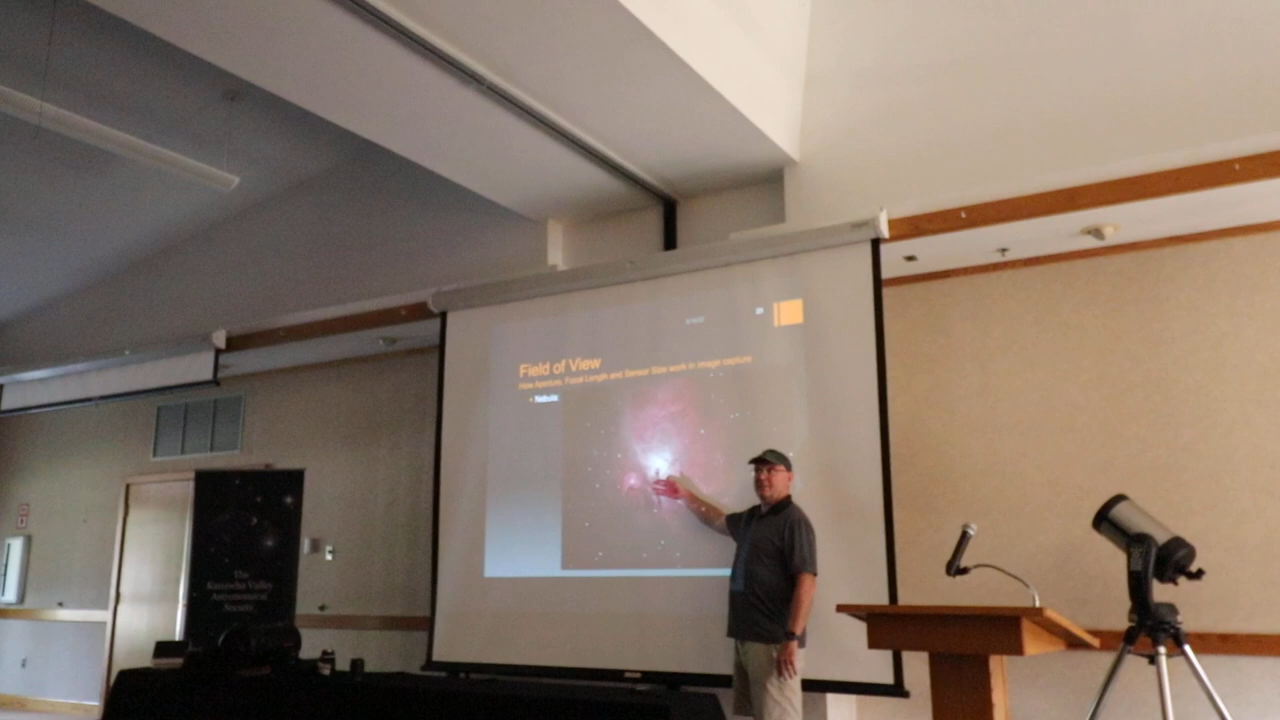 Field of View
How Aperture, Focal Length and Sensor Size work in image capture
Nebula:
The
Kanawha Valley
Astronomical
Society